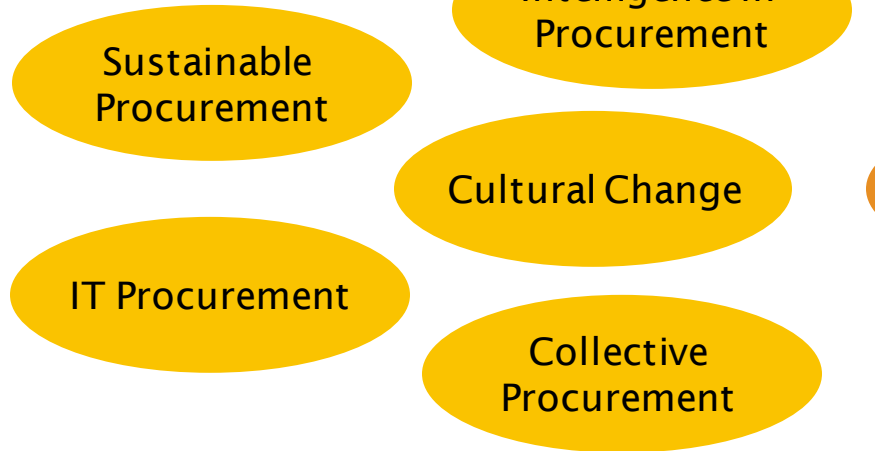 Procurement
Sustainable
Procurement
Cultural Change
IT Procurement
Collective
Procurement